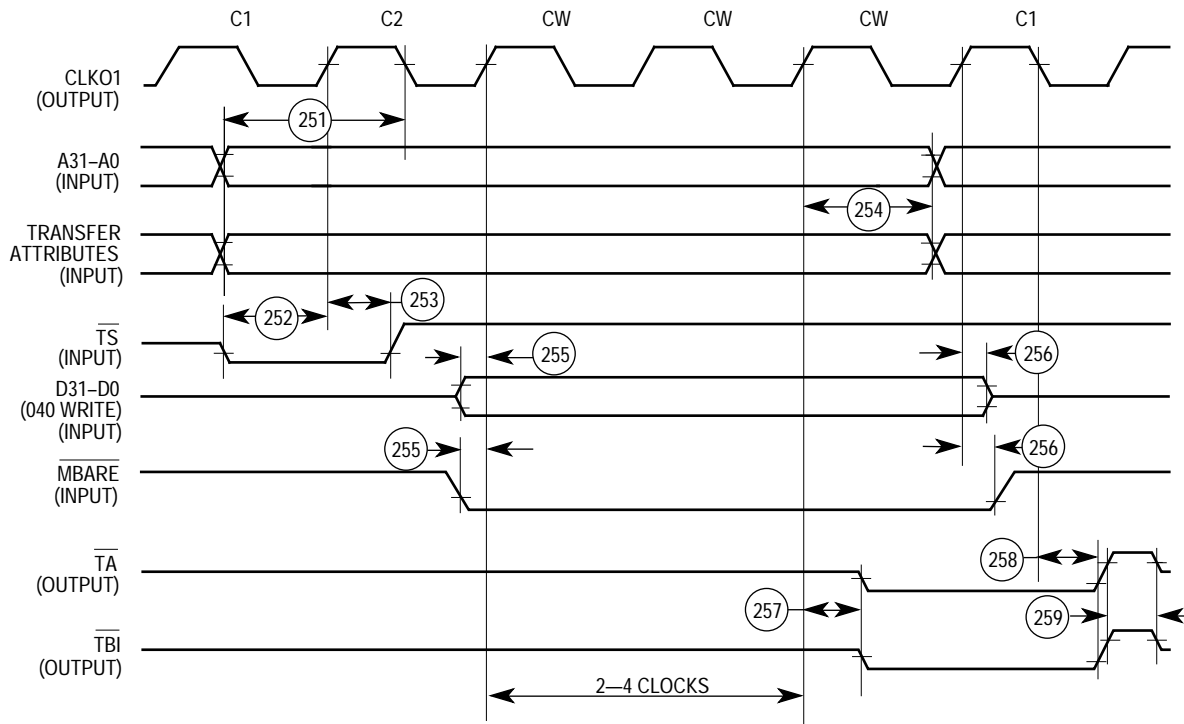 C1 C2 CW CW CW C1
CLKO1
(OUTPUT)
251
A31–A0
(INPUT)
254
TRANSFER
ATTRIBUTES
(INPUT)
252
253
TS
(INPUT)
255
256
D31–D0
(040 WRITE)
(INPUT)
255
256
MBARE
(INPUT)
258
TA
(OUTPUT)
257
259
TBI
(OUTPUT)
2—4 CLOCKS